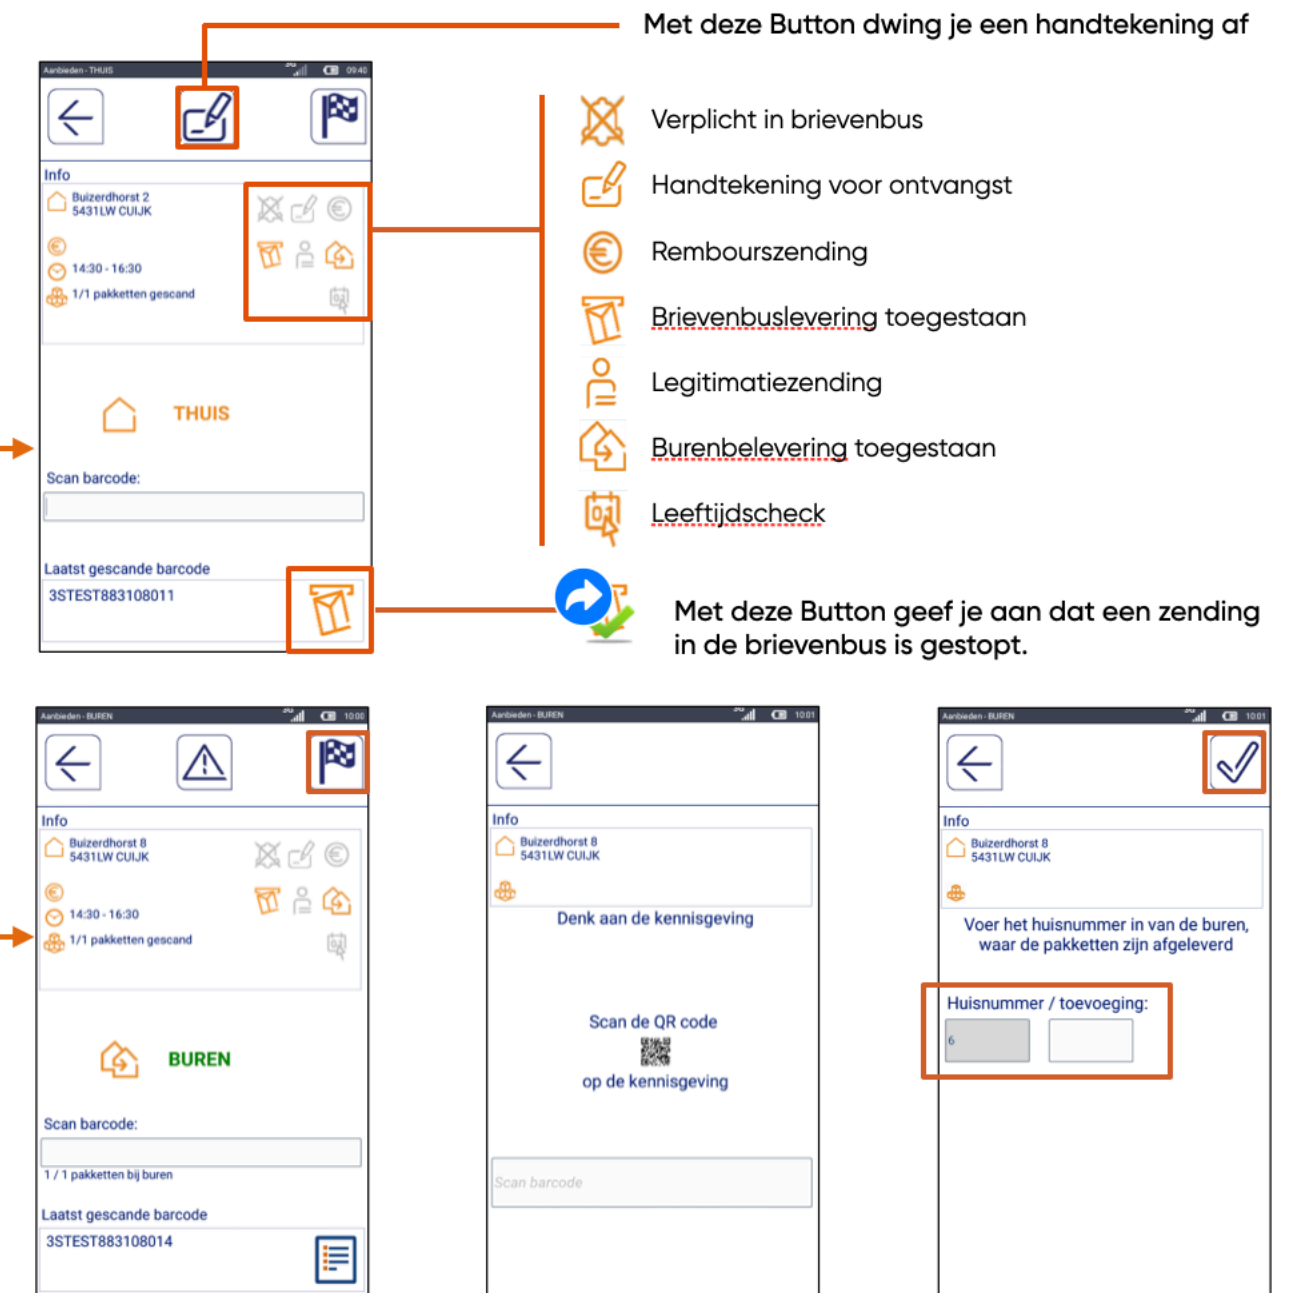 Met deze Button dwing je een handtekening af
Aanbieden - THUIS
3G
09:40
Info
Buizerdhorst 2
5431LW CUIJK
14:30 - 16:30
1/1 pakketten gescand
THUIS
Scan barcode:
Laatst gescande barcode
3STEST883108011
Verplicht in brievenbus
Handtekening voor ontvangst
Rembourszending
Brievenbuslevering toegestaan
Legitimatiezending
Burenbelevering toegestaan
Leeftijdscheck
Met deze Button geef je aan dat een zending
in de brievenbus is gestopt.
Aanbieden - BUREN
3G
10:00
Info
Buizerdhorst 8
5431LW CUIJK
14:30 - 16:30
1/1 pakketten gescand
BUREN
Scan barcode:
1 / 1 pakketten bij buren
Laatst gescande barcode
3STEST883108014
Aanbieden - BUREN
3G
10:01
Info
Buizerdhorst 8
5431LW CUIJK
Denk aan de kennisgeving
Scan de QR code
op de kennisgeving
Scan barcode
Aanbieden - BUREN
3G
10:01
Info
Buizerdhorst 8
5431LW CUIJK
Voer het huisnummer in van de buren,
waar de pakketten zijn afgeleverd
Huisnummer / toevoeging:
6